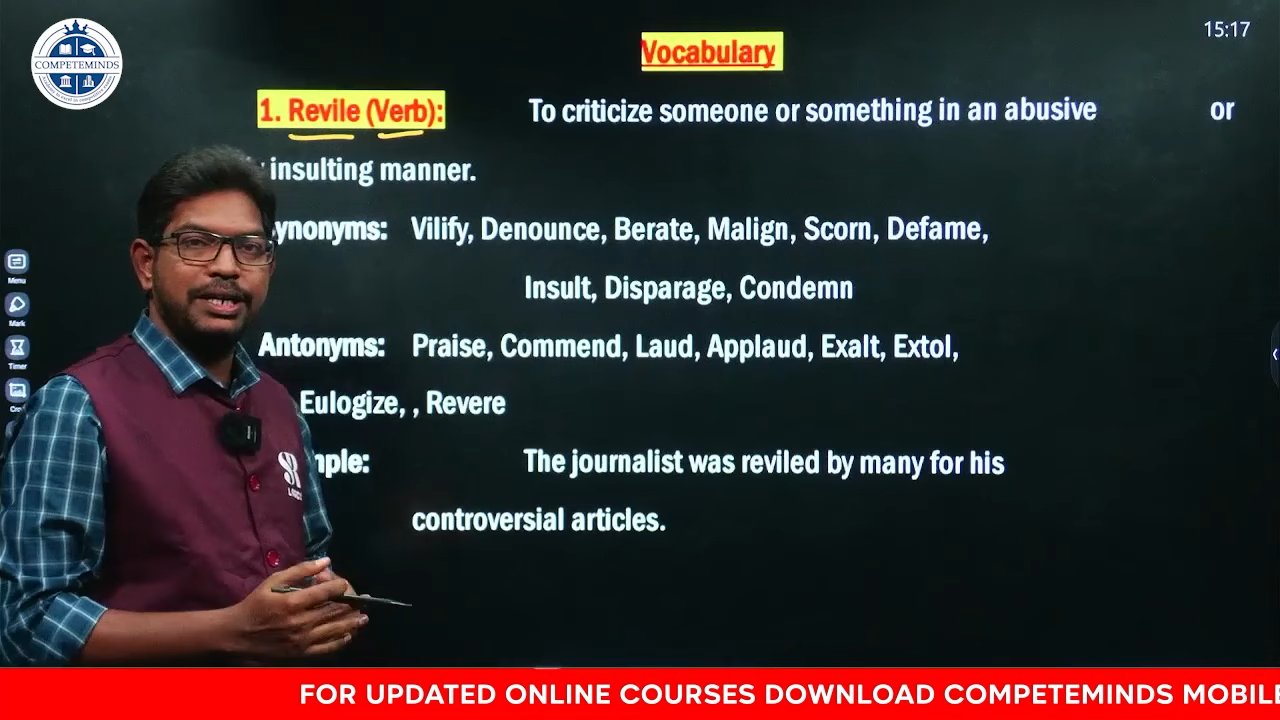 COMPETEMINDS
15:17
Vocabulary
1. Revile (Verb): To criticize someone or something in an abusive or
insulting manner.
ynonyms: Vilify, Denounce, Berate, Malign, Scorn, Defame,
Insult, Disparage, Condemn
Antonyms: Praise, Commend, Laud, Applaud, Exalt, Extol,
Eulogize, , Revere
mple: The journalist was reviled by many for his
controversial articles.
Menu
Mark
Timer
FOR UPDATED ONLINE COURSES DOWNLOAD COMPETEMINDS MOBILE